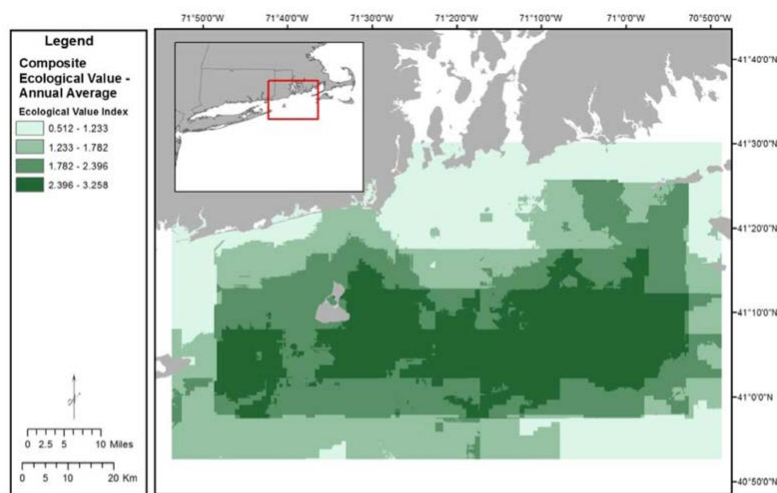 Legend
Composite
Ecological Value -
Annual Average
Ecological Value Index
0.512 - 1.233
1.233 - 1.782
1.782 - 2.396
2.396 - 3.258
0 2.5 5 10 Miles
0 5 10 20 Km
71°50'0"W 71°40'0"W 71°30'0"W 71°20'0"W 71°10'0"W 71°0'0"W 70°50'0"W
41°40'0"N
41°30'0"N
41°20'0"N
41°10'0"N
41°0'0"N
40°50'0"N